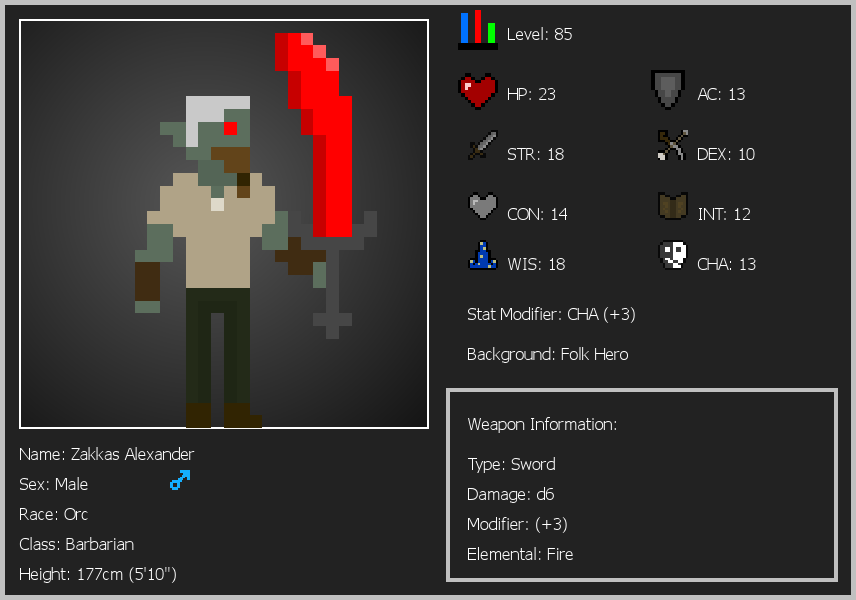 Level: 85
HP: 23
AC: 13
STR: 18
DEX: 10
CON: 14
INT: 12
WIS: 18
CHA: 13
Stat Modifier: CHA (+3)
Background: Folk Hero
Weapon Information:
Type: Sword
Damage: d6
Modifier: (+3)
Elemental: Fire
Name: Zakkas Alexander
Sex: Male
Race: Orc
Class: Barbarian
Height: 177cm (5'10")